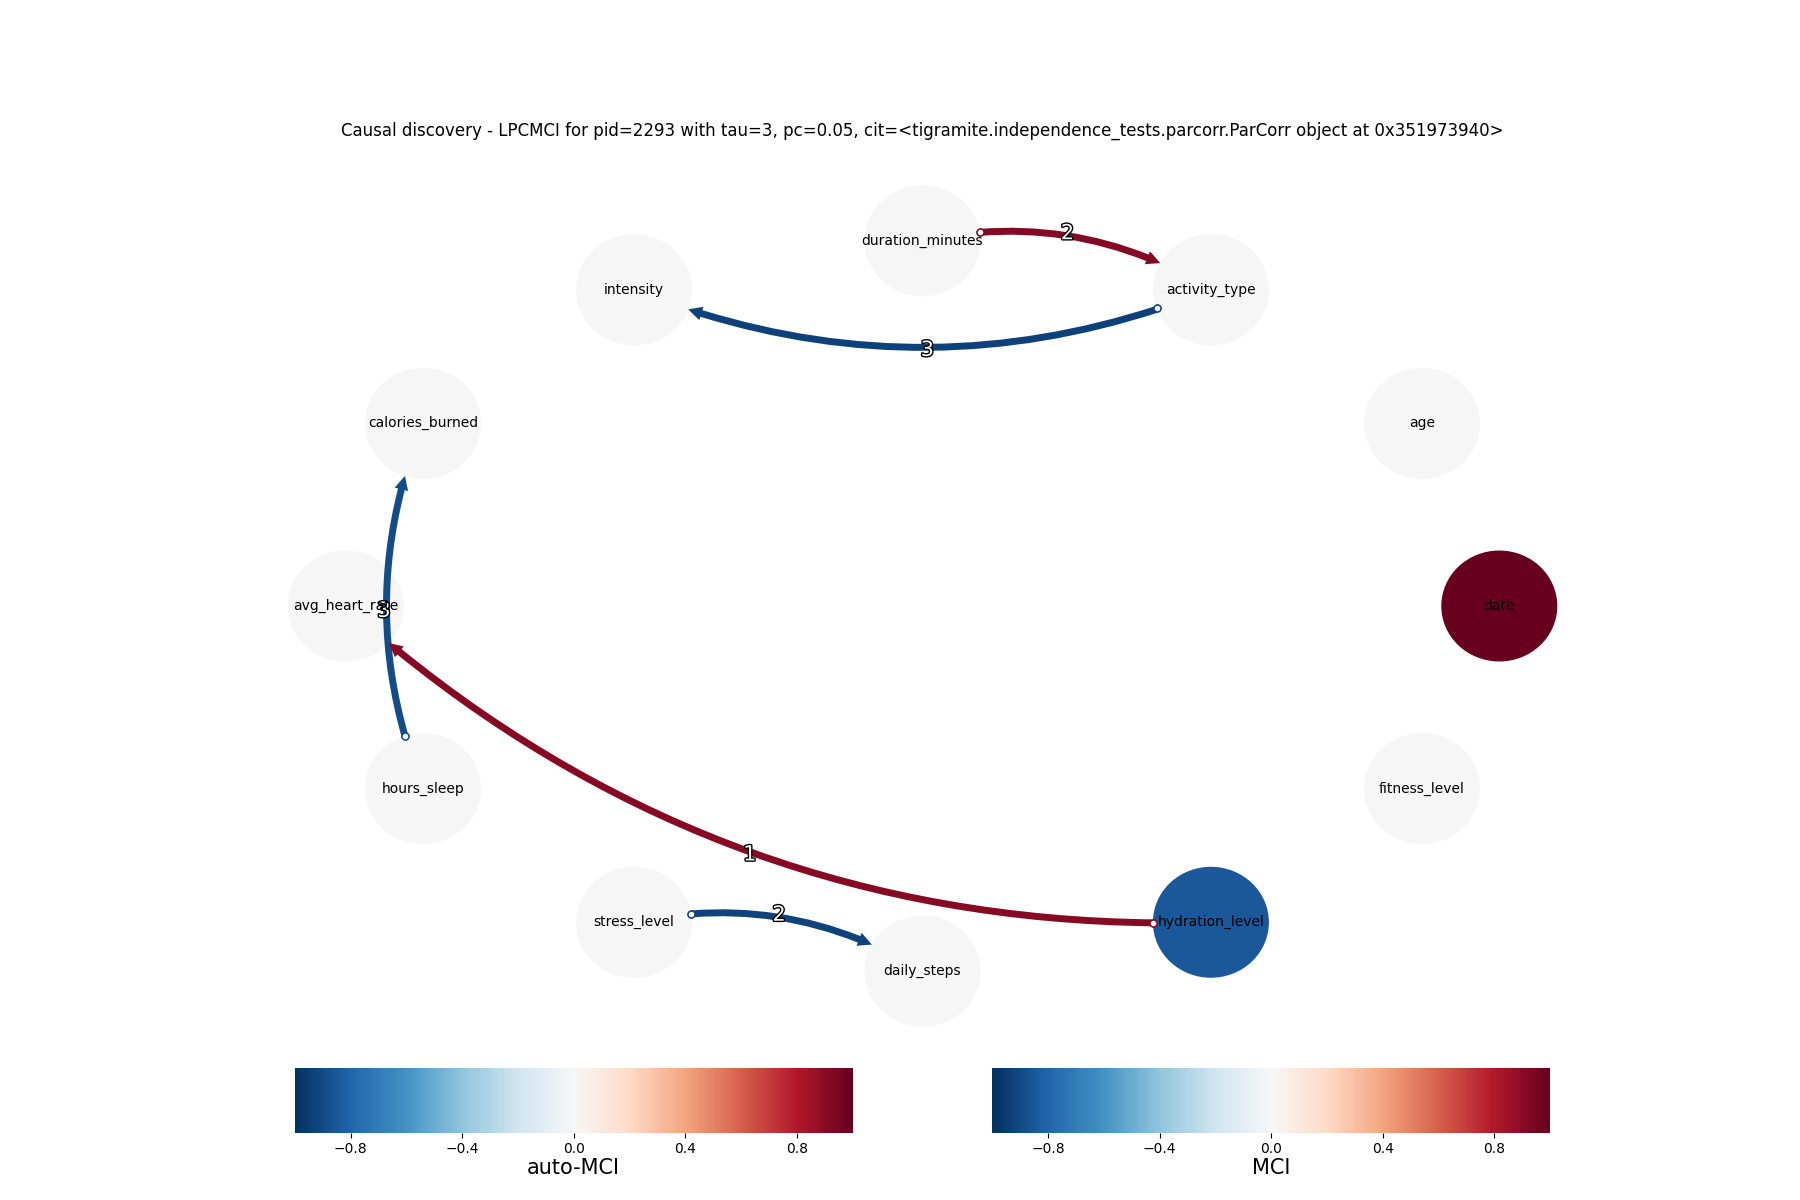 Causal discovery - LPCMCI for pid=2293 with tau=3, pc=0.05, cit=<tigramite.independence_tests.parcorr.ParCorr object at 0x351973940>
duration_minutes
2
intensity
activity_type
3
calories_burned
age
avg_heart_rate
3
date
hours_sleep
fitness_level
1
stress_level
2
hydration_level
daily_steps
−0.8 −0.4 0.0 0.4 0.8
auto-MCI
−0.8 −0.4 0.0 0.4 0.8
MCI